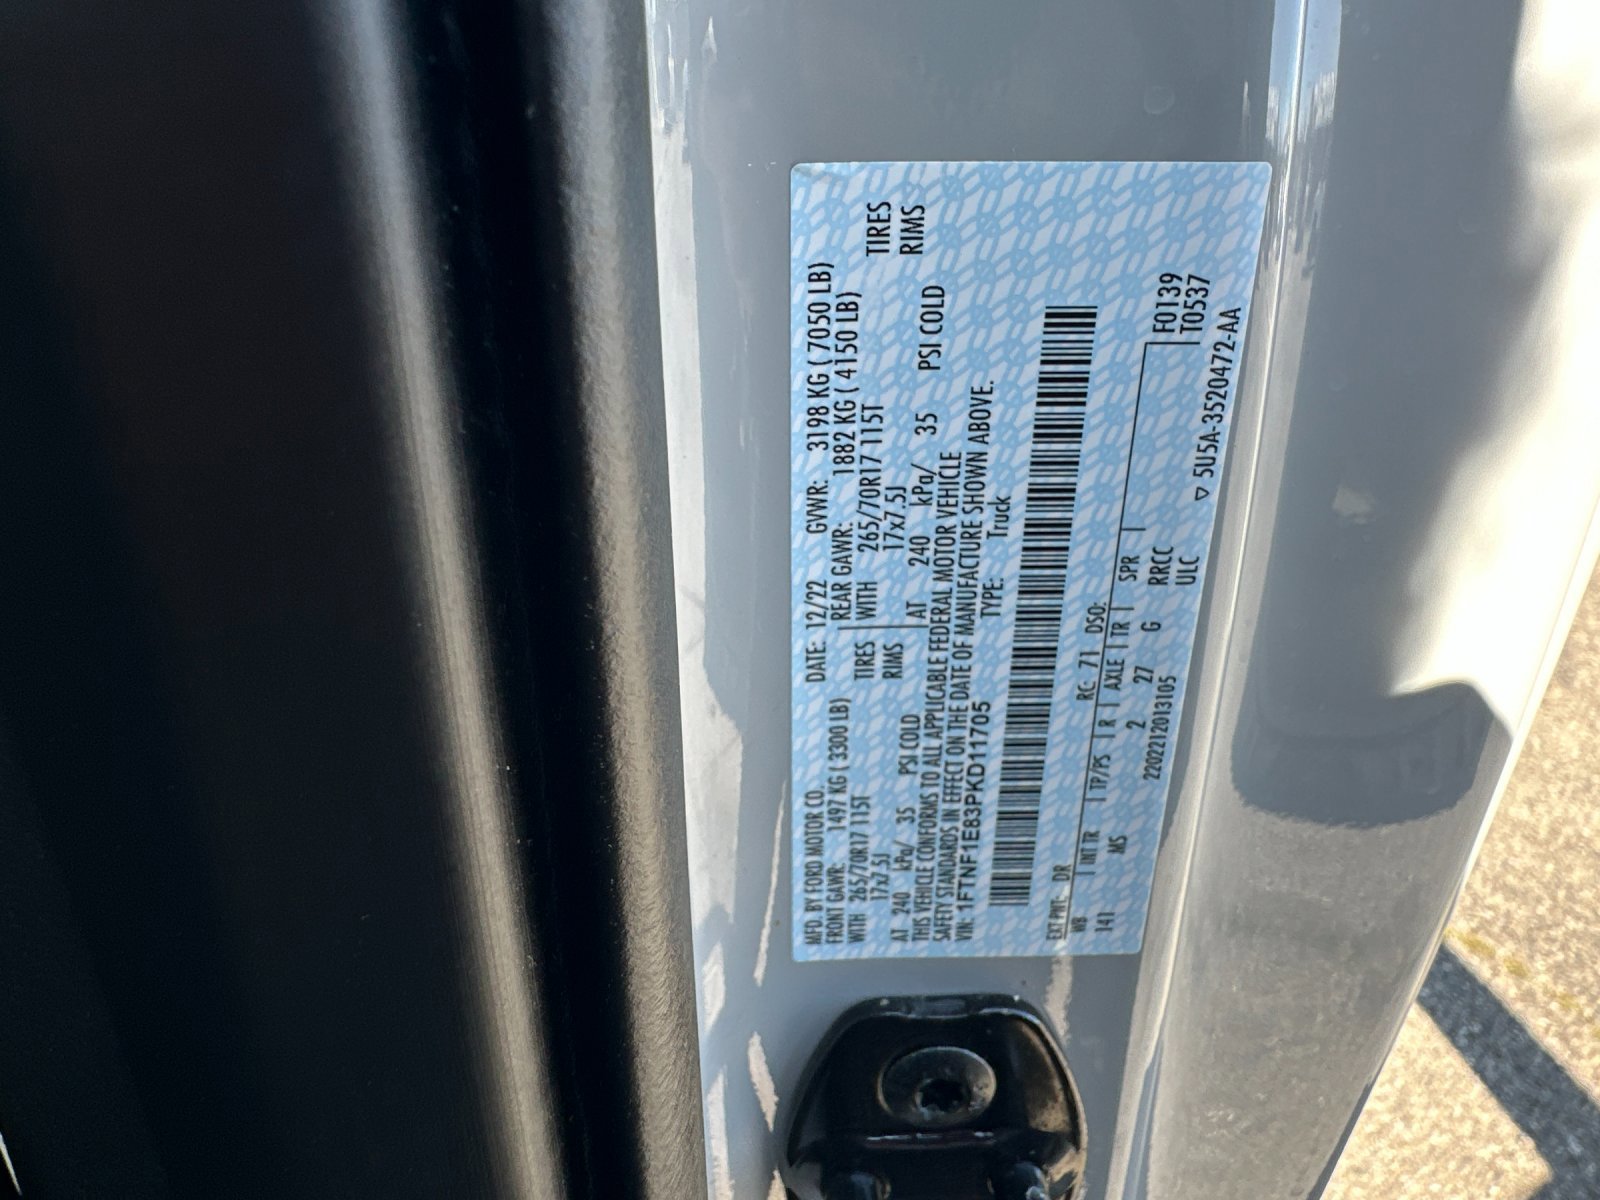 MFD. BY FORD MOTOR CO. DATE: 12/22 GVWR: 3198 KG ( 7050 LB)
FRONT GAWR: 1497 KG ( 3300 LB) REAR GAWR: 1882 KG ( 4150 LB)
WITH 265/70R17 115T TIRES WITH 265/70R17 115T TIRES
17x7.5J RIMS 17x7.5J RIMS
AT 240 kPa/ 35 PSI COLD AT 240 kPa/ 35 PSI COLD
THIS VEHICLE CONFORMS TO ALL APPLICABLE FEDERAL MOTOR VEHICLE
SAFETY STANDARDS IN EFFECT ON THE DATE OF MANUFACTURE SHOWN ABOVE.
VIN: 1FTNF1E83PKD11705 TYPE: Truck
EXT PNT: DR RC: 71 DSO: F0139
WB INT TR TP/PS R AXLE TR SPR T0537
141 MS 2 27 G RRCC
2202212013105 ULC
▽ 5U5A-3520472-AA